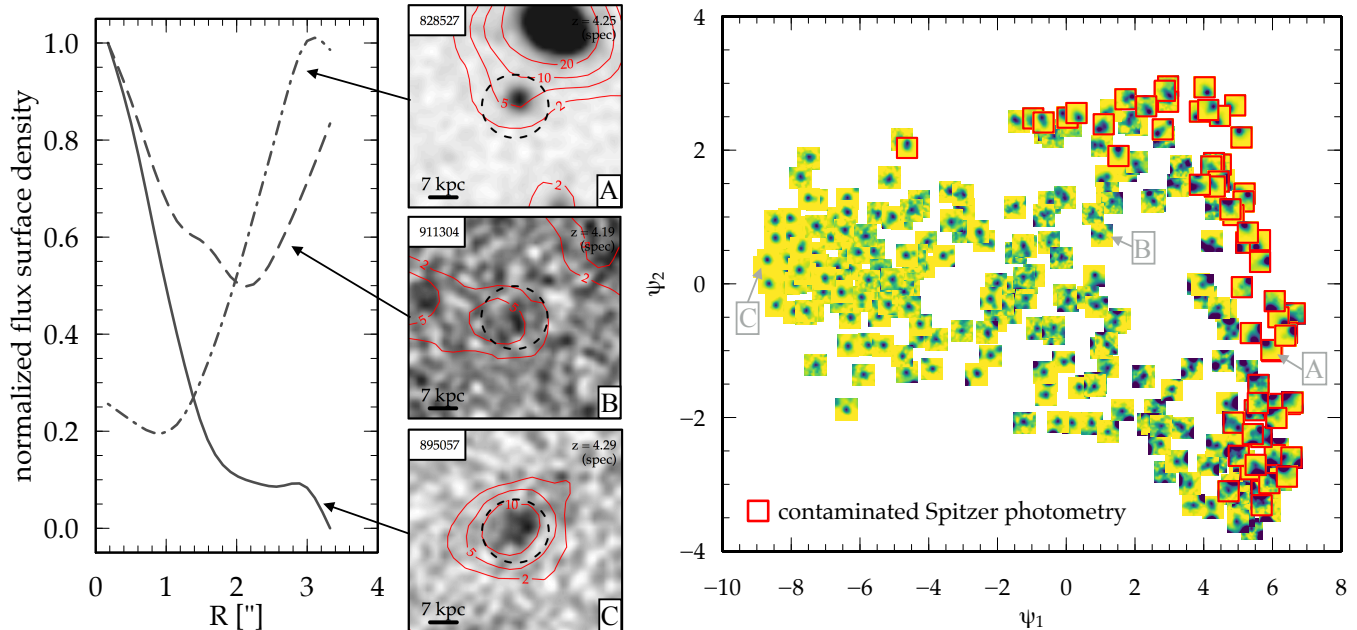 normalized flux surface density
1.0
0.8
0.6
0.4
0.2
0.0
0 1 2 3 4
R ["]
828527
z = 4.25
(spec)
20
10
5
2
2
7 kpc
A
911304
z = 4.19
(spec)
2
2
5
5
7 kpc
B
895057
z = 4.29
(spec)
10
5
2
7 kpc
C
ψ2
4
2
0
−2
−4
C
B
A
contaminated Spitzer photometry
−10 −8 −6 −4 −2 0 2 4 6 8
ψ1